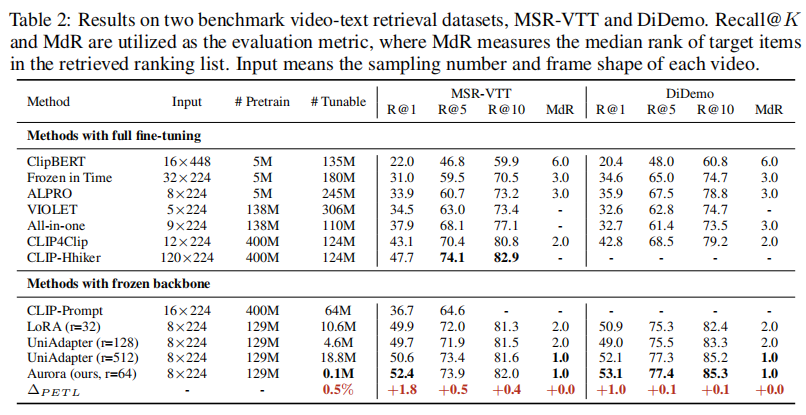 Table 2: Results on two benchmark video-text retrieval datasets, MSR-VTT and DiDemo. Recall@K
and MdR are utilized as the evaluation metric, where MdR measures the median rank of target items
in the retrieved ranking list. Input means the sampling number and frame shape of each video.
Method Input # Pretrain # Tunable MSR-VTT DiDemo
R@1 R@5 R@10 MdR R@1 R@5 R@10 MdR
Methods with full fine-tuning
ClipBERT 16×448 5M 135M 22.0 46.8 59.9 6.0 20.4 48.0 60.8 6.0
Frozen in Time 32×224 5M 180M 31.0 59.5 70.5 3.0 34.6 65.0 74.7 3.0
ALPRO 8×224 5M 245M 33.9 60.7 73.2 3.0 35.9 67.5 78.8 3.0
VIOLET 5×224 138M 306M 34.5 63.0 73.4 - 32.6 62.8 74.7 -
All-in-one 9×224 138M 110M 37.9 68.1 77.1 - 32.7 61.4 73.5 3.0
CLIP4Clip 12×224 400M 124M 43.1 70.4 80.8 2.0 42.8 68.5 79.2 2.0
CLIP-Hhiker 120×224 400M 124M 47.7 74.1 82.9 - - - - -
Methods with frozen backbone
CLIP-Prompt 16×224 400M 64M 36.7 64.6 - - - - - -
LoRA (r=32) 8×224 129M 10.6M 49.9 72.0 81.3 2.0 50.9 75.3 82.4 2.0
UniAdapter (r=128) 8×224 129M 4.6M 49.7 71.9 81.5 2.0 49.0 75.5 83.3 2.0
UniAdapter (r=512) 8×224 129M 18.8M 50.6 73.4 81.6 1.0 52.1 77.3 85.2 1.0
Aurora (ours, r=64) 8×224 129M 0.1M 52.4 73.9 82.0 1.0 53.1 77.4 85.3 1.0
Δ_PETL - - 0.5% +1.8 +0.5 +0.4 +0.0 +1.0 +0.1 +0.1 +0.0